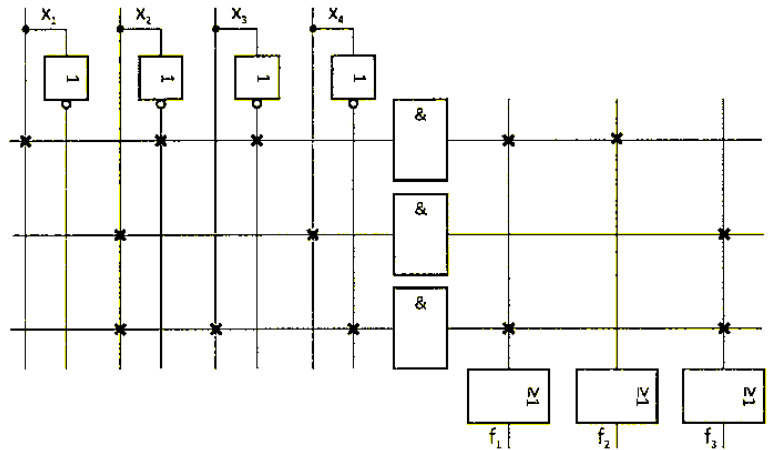 X₁ X₂ X₃ X₄
1 1 1 1
&
&
&
≥1 ≥1 ≥1
f₁ f₂ f₃